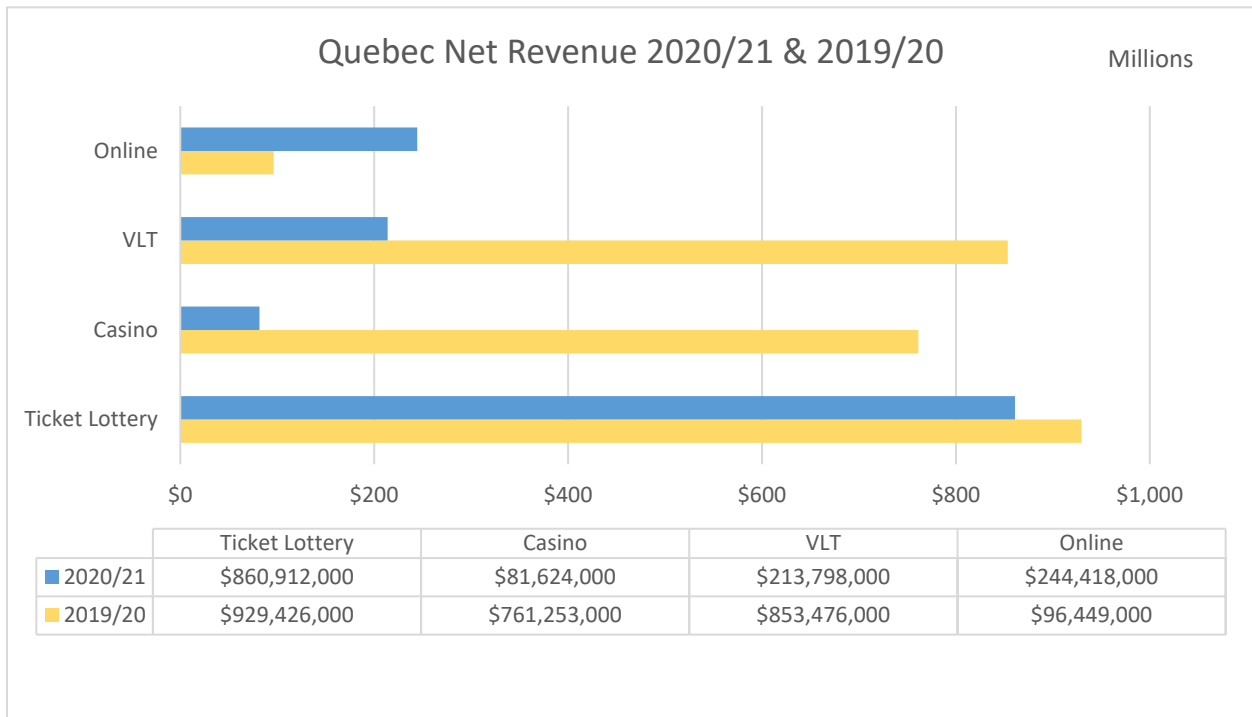 Quebec Net Revenue 2020/21 & 2019/20
Millions
Online
VLT
Casino
Ticket Lottery
$0 $200 $400 $600 $800 $1,000
Ticket Lottery Casino VLT Online
2020/21 $860,912,000 $81,624,000 $213,798,000 $244,418,000
2019/20 $929,426,000 $761,253,000 $853,476,000 $96,449,000